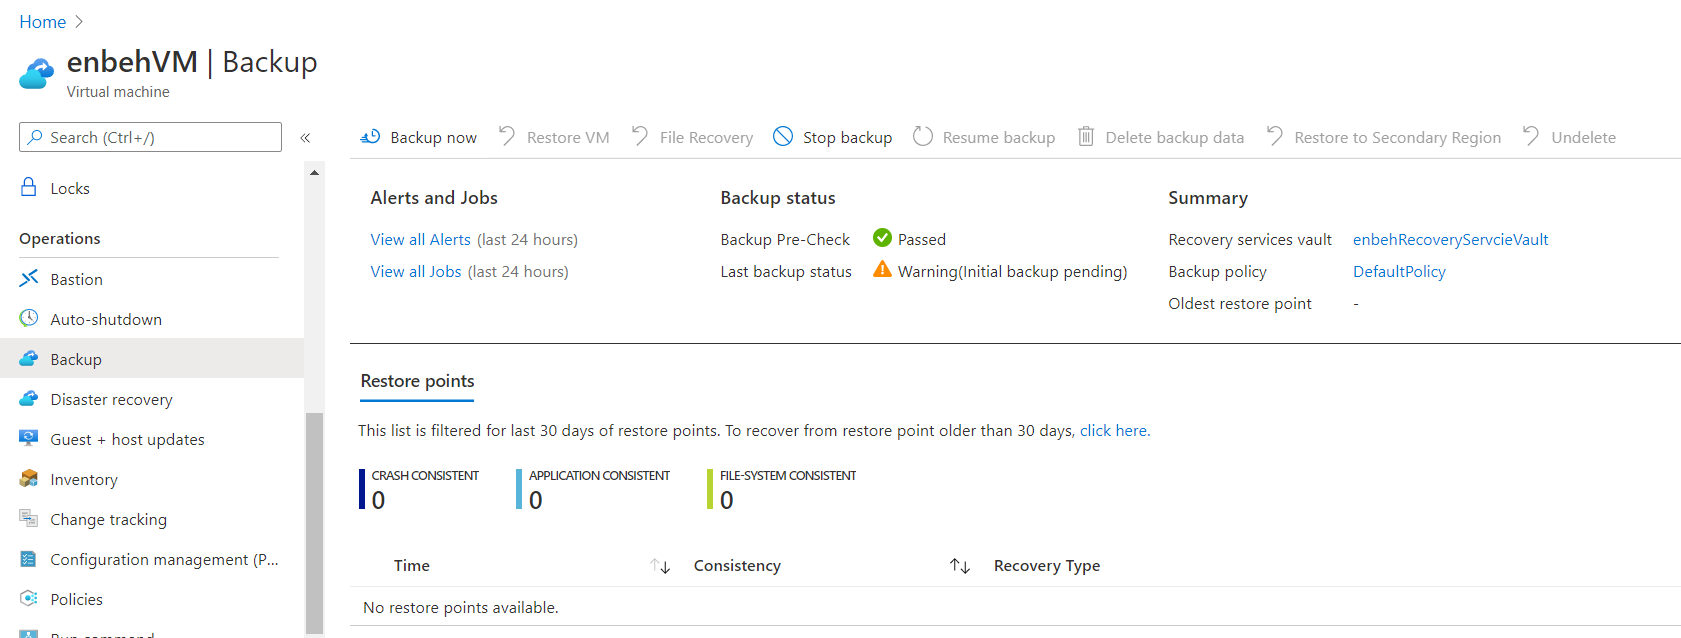 Home
enbehVM | Backup
Virtual machine
Search (Ctrl+/)
Locks
Operations
Bastion
Auto-shutdown
Backup
Disaster recovery
Guest + host updates
Inventory
Change tracking
Configuration management (P...
Policies
Run command
Backup now Restore VM File Recovery Stop backup Resume backup Delete backup data Restore to Secondary Region Undelete
Alerts and Jobs
View all Alerts (last 24 hours)
View all Jobs (last 24 hours)
Backup status
Backup Pre-Check Passed
Last backup status Warning(Initial backup pending)
Summary
Recovery services vault enbehRecoveryServcieVault
Backup policy DefaultPolicy
Oldest restore point -
Restore points
This list is filtered for last 30 days of restore points. To recover from restore point older than 30 days, click here.
CRASH CONSISTENT
0
APPLICATION CONSISTENT
0
FILE-SYSTEM CONSISTENT
0
Time Consistency Recovery Type
No restore points available.